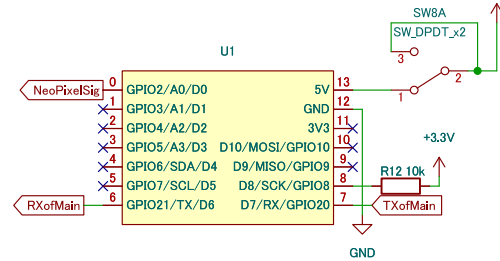 SW8A
SW_DPDT_x2
3
2
1
U1
NeoPixelSig
0 GPIO2/A0/D0 5V 13
1 GPIO3/A1/D1 GND 12
2 GPIO4/A2/D2 3V3 11
3 GPIO5/A3/D3 D10/MOSI/GPIO10 10
4 GPIO6/SDA/D4 D9/MISO/GPIO9 9
5 GPIO7/SCL/D5 D8/SCK/GPIO8 8
6 GPIO21/TX/D6 D7/RX/GPIO20 7
+3.3V
R12 10k
RXofMain
TXofMain
GND